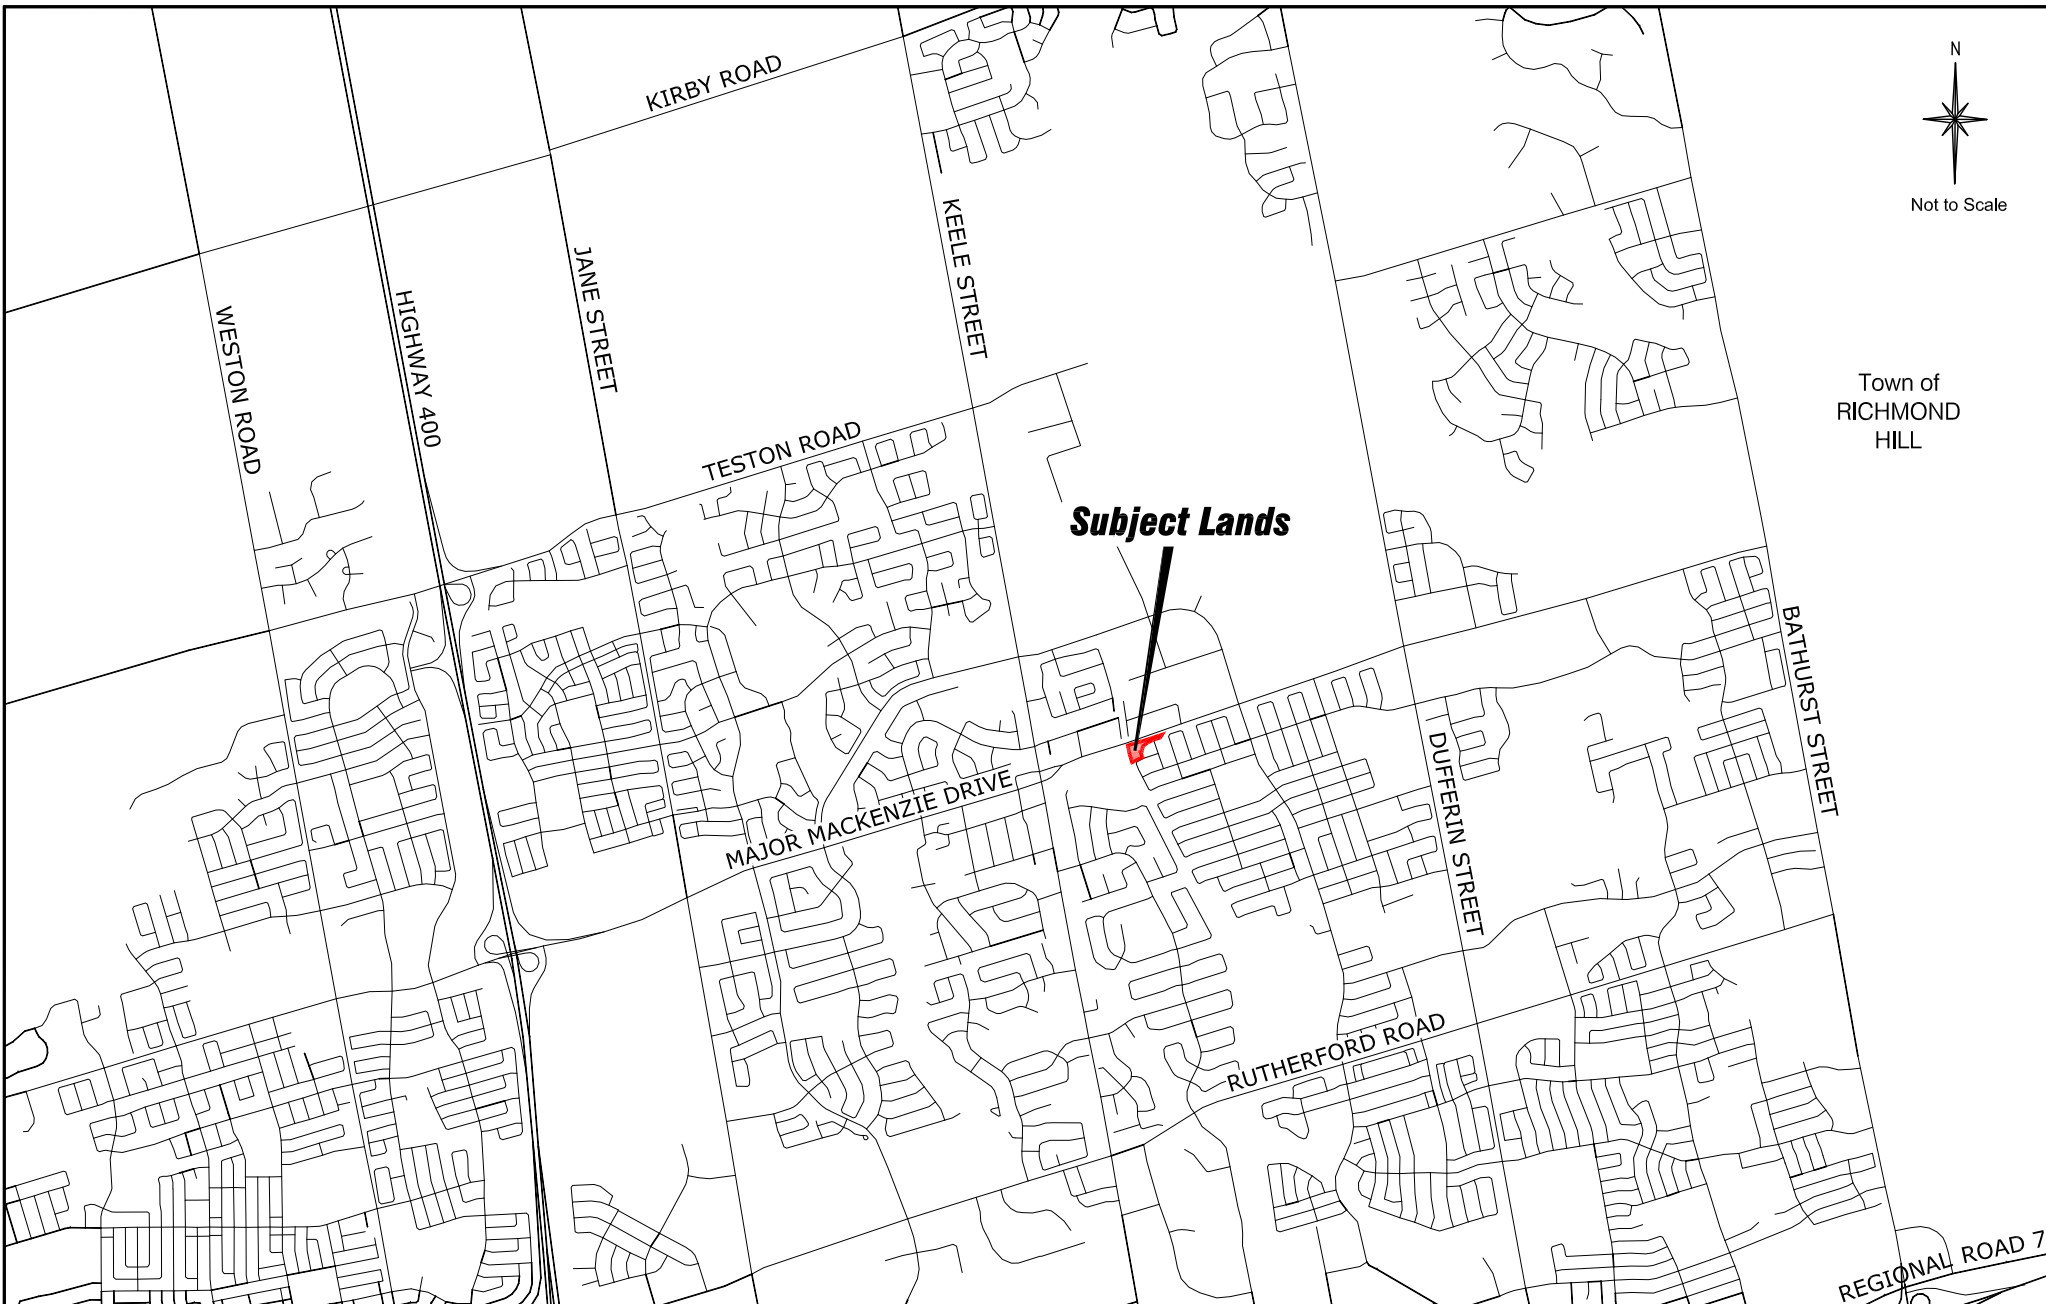 N
Not to Scale
KIRBY ROAD
KEELE STREET
JANE STREET
HIGHWAY 400
WESTON ROAD
Town of
RICHMOND
HILL
TESTON ROAD
Subject Lands
BATHURST STREET
DUFFERIN STREET
MAJOR MACKENZIE DRIVE
RUTHERFORD ROAD
REGIONAL ROAD 7